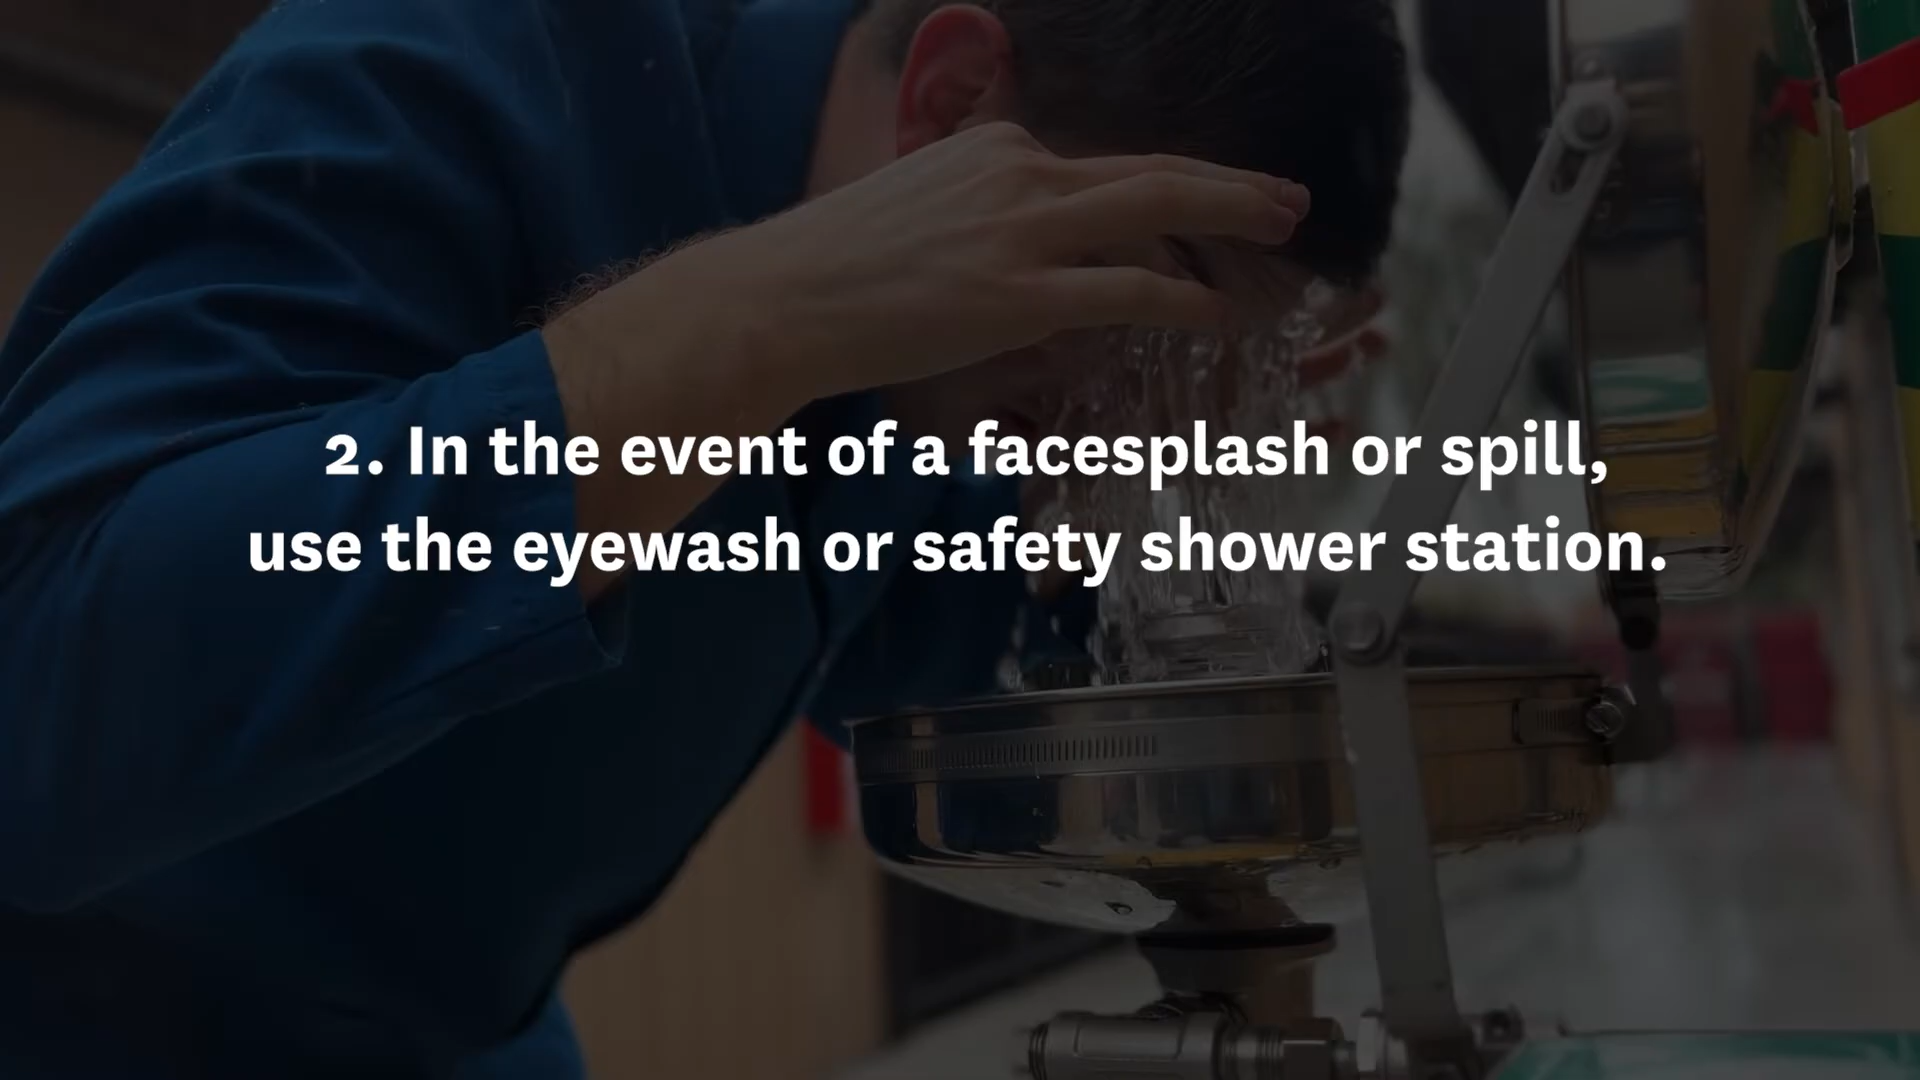 2. In the event of a facesplash or spill,
use the eyewash or safety shower station.